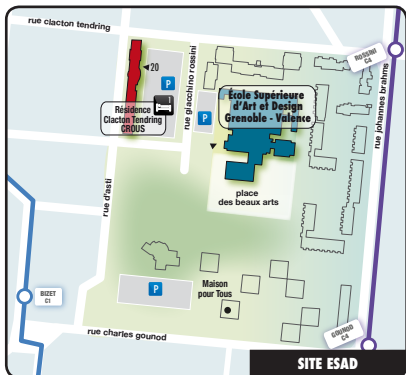 rue clacton tendring
ROSSINI
C4
20
P
rue giacchino rossini
École Supérieure
d'Art et Design
Grenoble - Valence
rue johannes brahms
Résidence
Clacton Tendring
CROUS
P
rue d'asti
place
des beaux arts
BIZET
C1
P
Maison
pour Tous
rue charles gounod
GOUNOD
C4
SITE ESAD